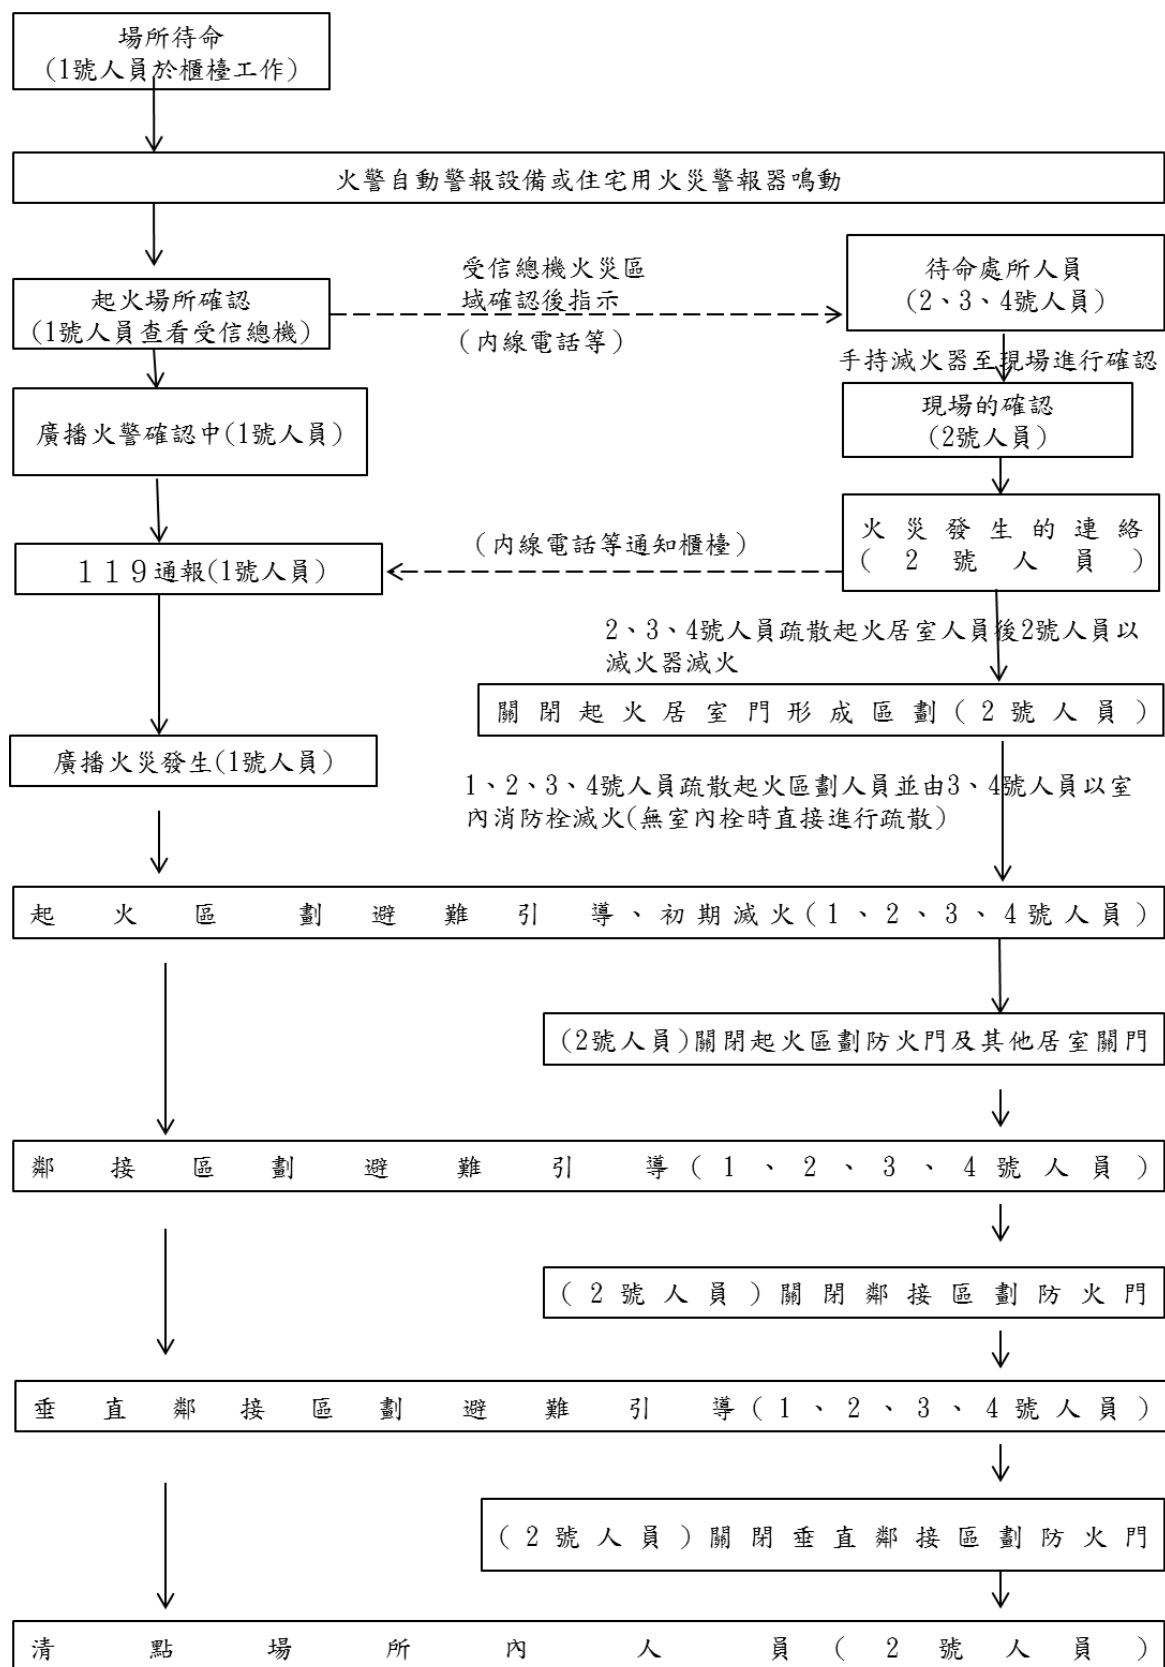 場所待命
(1號人員於櫃檯工作)
火警自動警報設備或住宅用火災警報器鳴動
起火場所確認
(1號人員查看受信總機)
受信總機火災區
域確認後指示
(內線電話等)
待命處所人員
(2、3、4號人員)
手持滅火器至現場進行確認
廣播火警確認中(1號人員)
現場的確認
(2號人員)
火災發生的連絡
(2號人員)
(內線電話等通知櫃檯)
119通報(1號人員)
2、3、4號人員疏散起火居室人員後2號人員以
滅火器滅火
關閉起火居室門形成區劃(2號人員)
廣播火災發生(1號人員)
1、2、3、4號人員疏散起火區劃人員並由3、4號人員以室
內消防栓滅火(無室內栓時直接進行疏散)
起火區劃避難引導、初期滅火(1、2、3、4號人員)
(2號人員)關閉起火區劃防火門及其他居室關門
鄰接區劃避難引導(1、2、3、4號人員)
(2號人員)關閉鄰接區劃防火門
垂直鄰接區劃避難引導(1、2、3、4號人員)
(2號人員)關閉垂直鄰接區劃防火門
清點場所內人員(2號人員)